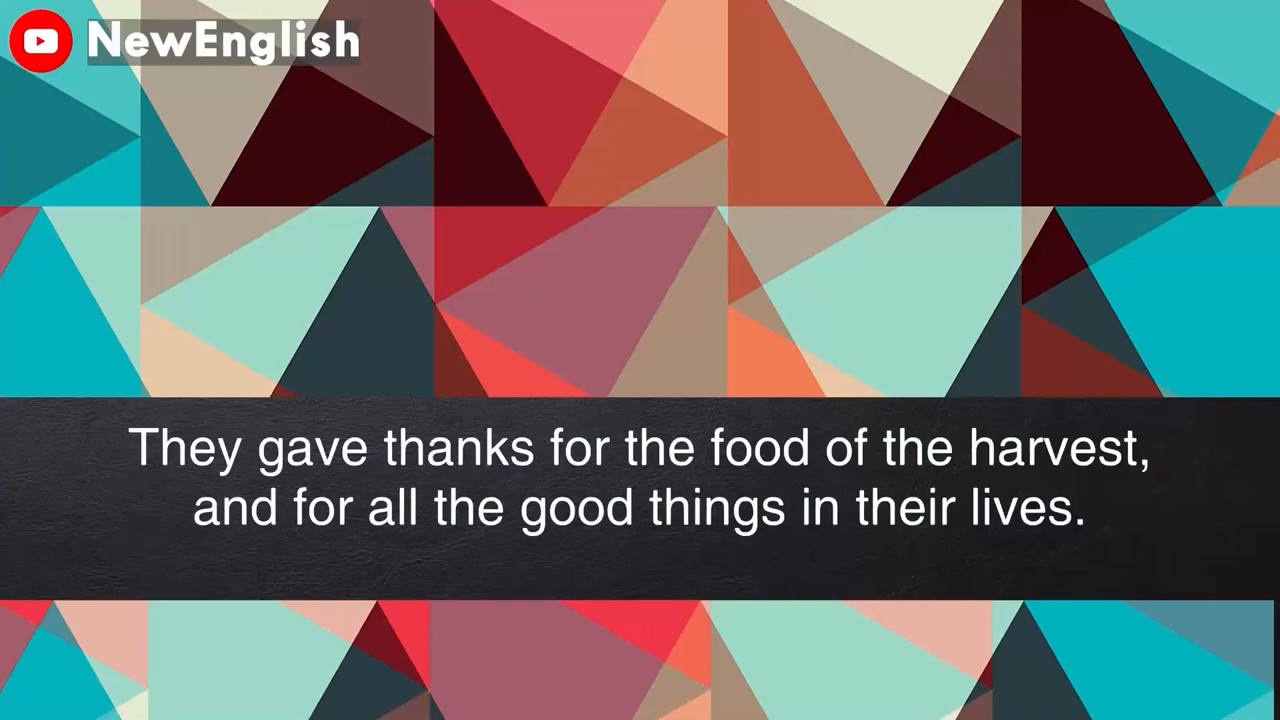 NewEnglish
They gave thanks for the food of the harvest,
and for all the good things in their lives.